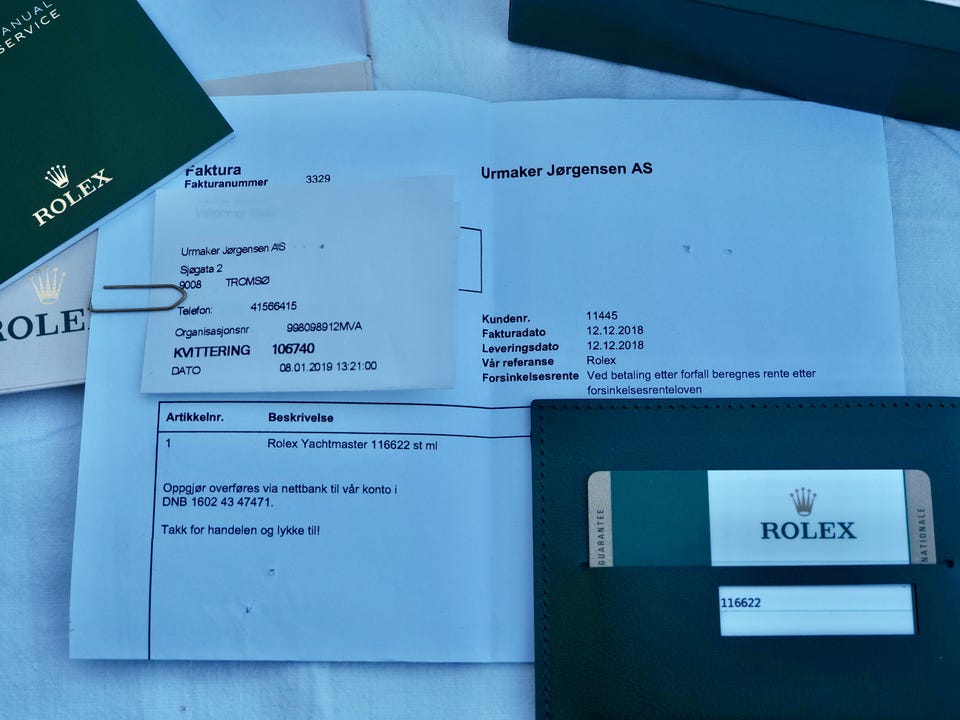 MANUAL
SERVICE
ROLEX
Faktura
Fakturanummer 3329
Urmaker Jørgensen AS
Urmaker Jørgensen AS
Sjøgata 2
9008 TROMSØ
Telefon: 41566415
Organisasjonsnr 998098912MVA
KVITTERING 106740
DATO 08.01.2019 13:21:00
Kundenr. 11445
Fakturadato 12.12.2018
Leveringsdato 12.12.2018
Vår referanse Rolex
Forsinkelsesrente Ved betaling etter forfall beregnes rente etter
forsinkelsesrenteloven
Artikkelnr. Beskrivelse
1 Rolex Yachtmaster 116622 st ml
Oppgjør overføres via nettbank til vår konto i
DNB 1602 43 47471.
Takk for handelen og lykke til!
ROLE
GUARANTEE
ROLEX
NATIONALE
116622